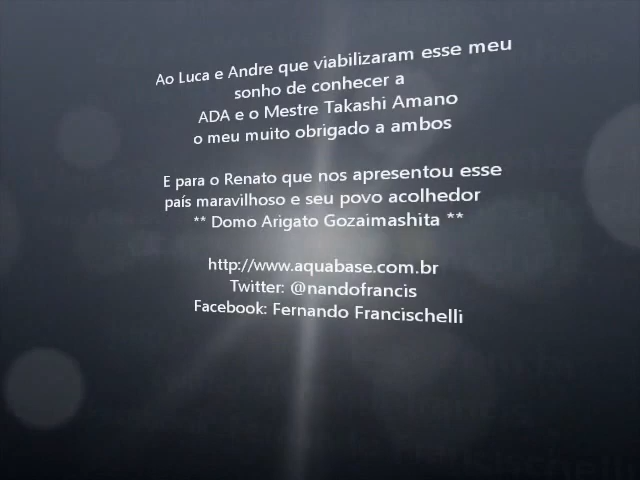 Ao Luca e Andre que viabilizaram esse meu
sonho de conhecer a
ADA e o Mestre Takashi Amano
o meu muito obrigado a ambos
E para o Renato que nos apresentou esse
país maravilhoso e seu povo acolhedor
** Domo Arigato Gozaimashita **
http://www.aquabase.com.br
Twitter: @nandofrancis
Facebook: Fernando Francischelli